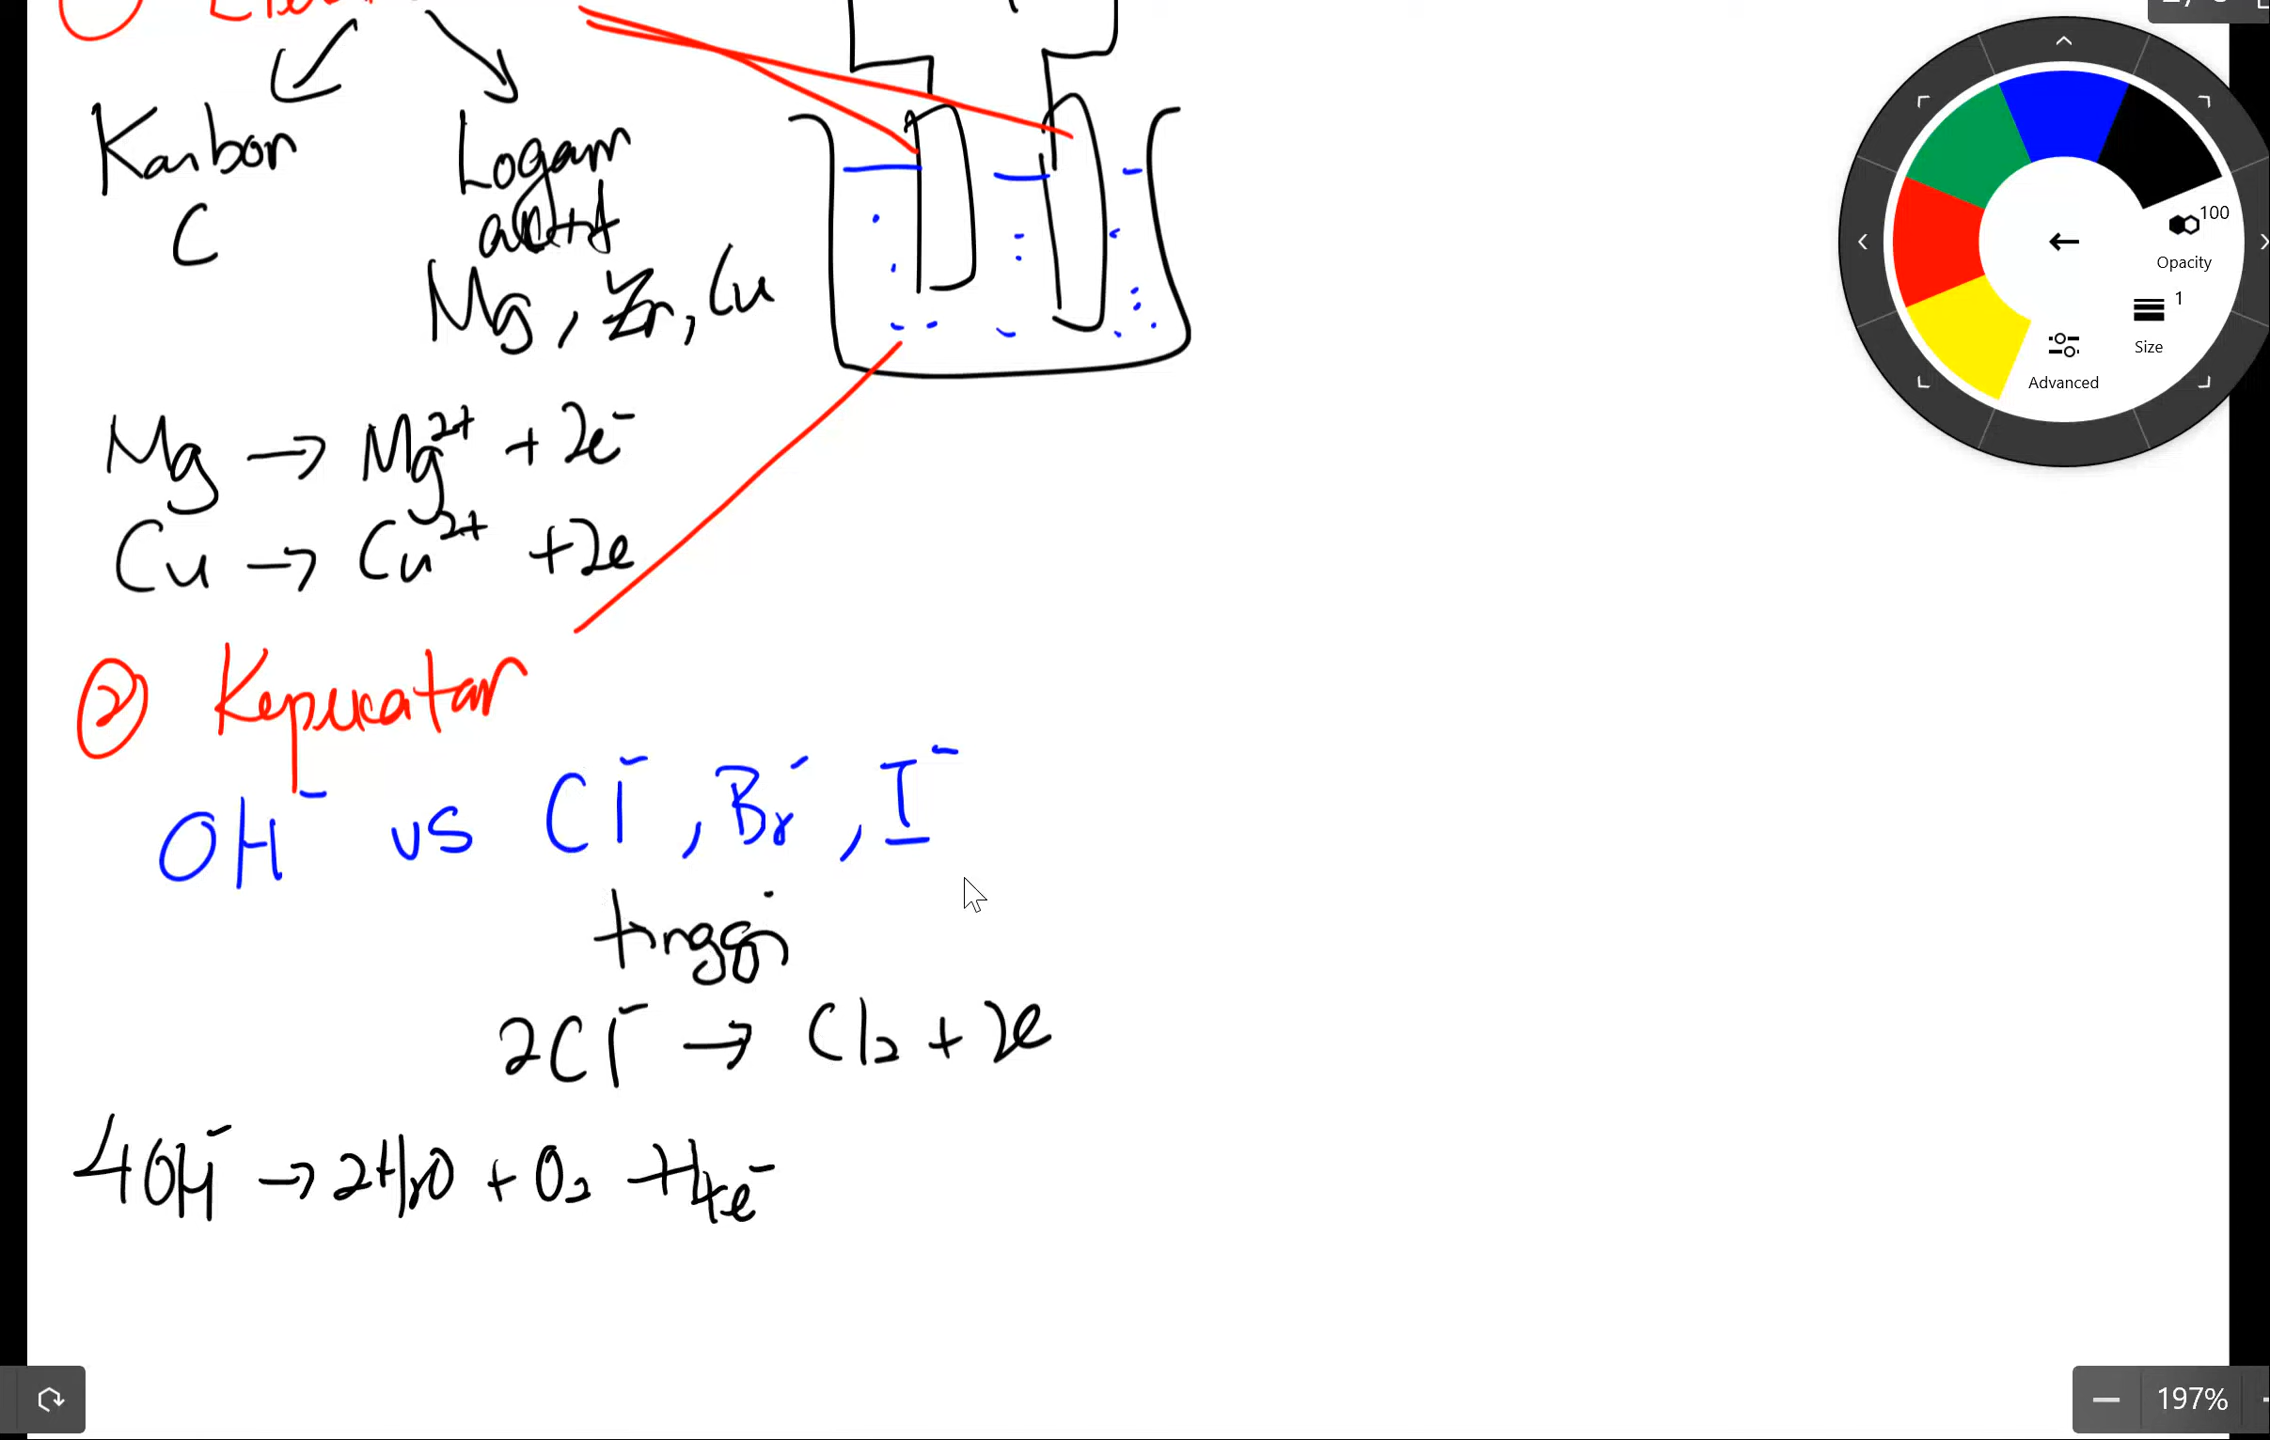 ①
Karbon
C
Logam
aktif
Mg, Zn, Cu
Mg → Mg²⁺ + 2e⁻
Cu → Cu²⁺ + 2e
② Kepekatan
OH⁻ vs Cl⁻, Br⁻, I⁻
tinggi
2Cl⁻ → Cl₂ + 2e
4OH⁻ → 2H₂O + O₂ + 4e⁻
100
Opacity
1
Size
Advanced
197%